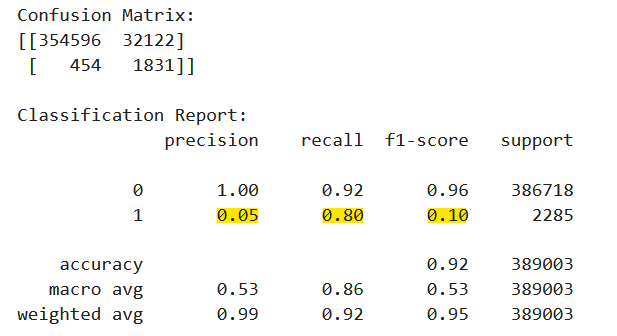 Confusion Matrix:
[[354596  32122]
 [   454   1831]]
Classification Report:
precision    recall  f1-score   support
0       1.00      0.92      0.96    386718
1       0.05      0.80      0.10      2285
accuracy                           0.92    389003
macro avg       0.53      0.86      0.53    389003
weighted avg       0.99      0.92      0.95    389003